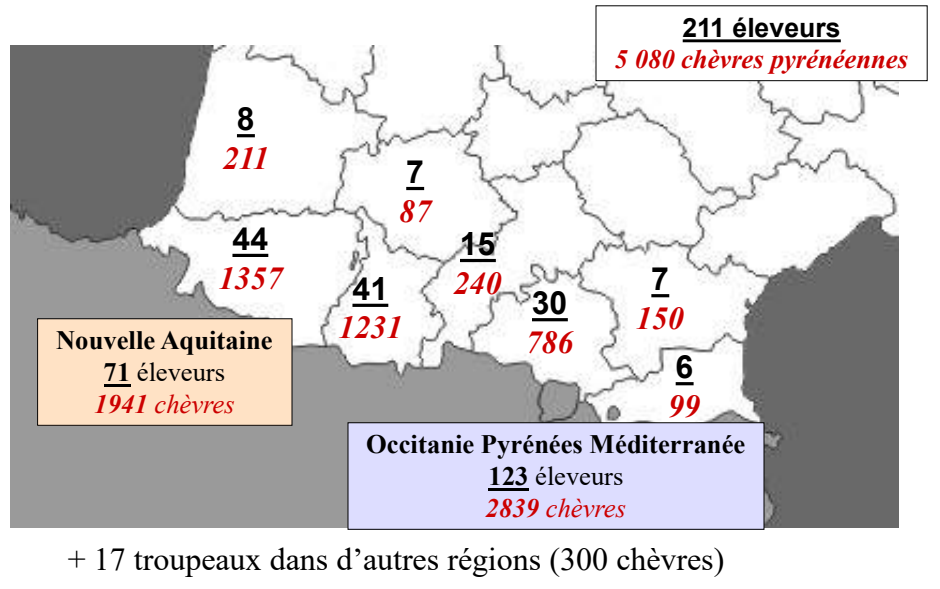 211 éleveurs
5 080 chèvres pyrénéennes
8
211
7
87
44
1357
15
240
41
1231
30
786
7
150
6
99
Nouvelle Aquitaine
71 éleveurs
1941 chèvres
Occitanie Pyrénées Méditerranée
123 éleveurs
2839 chèvres
+ 17 troupeaux dans d’autres régions (300 chèvres)